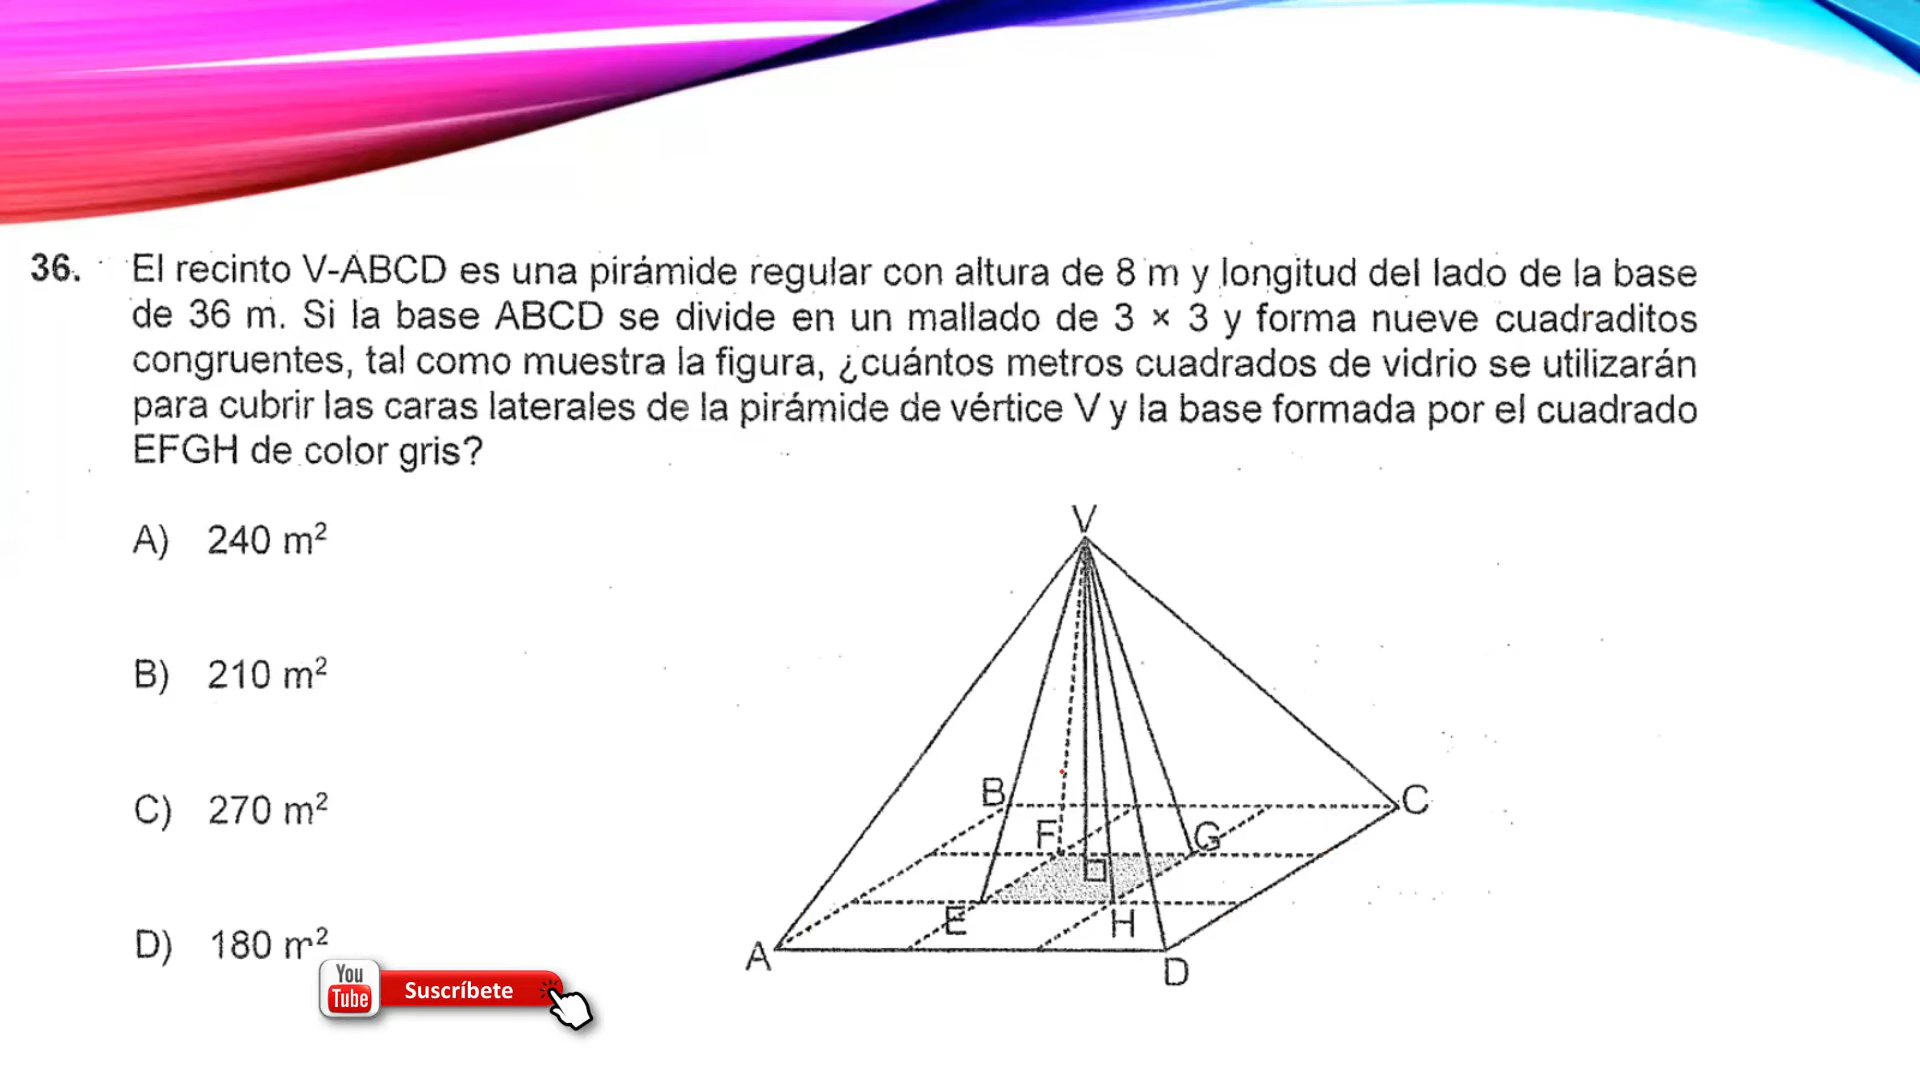 36. El recinto V-ABCD es una pirámide regular con altura de 8 m y longitud del lado de la base
de 36 m. Si la base ABCD se divide en un mallado de 3 × 3 y forma nueve cuadraditos
congruentes, tal como muestra la figura, ¿cuántos metros cuadrados de vidrio se utilizarán
para cubrir las caras laterales de la pirámide de vértice V y la base formada por el cuadrado
EFGH de color gris?
A) 240 m²
B) 210 m²
C) 270 m²
D) 180 m²
V
B
C
F
G
E
H
A
D
You
Tube
Suscríbete